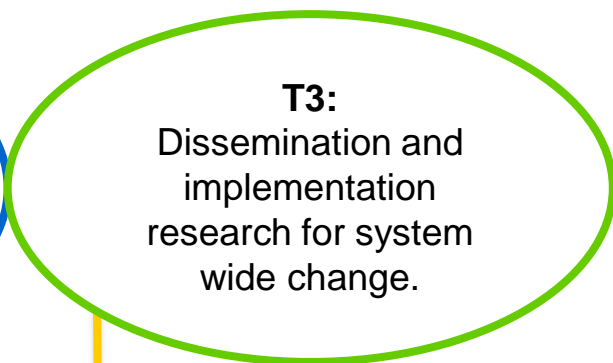 T3:
Dissemination and
implementation
research for system
wide change.